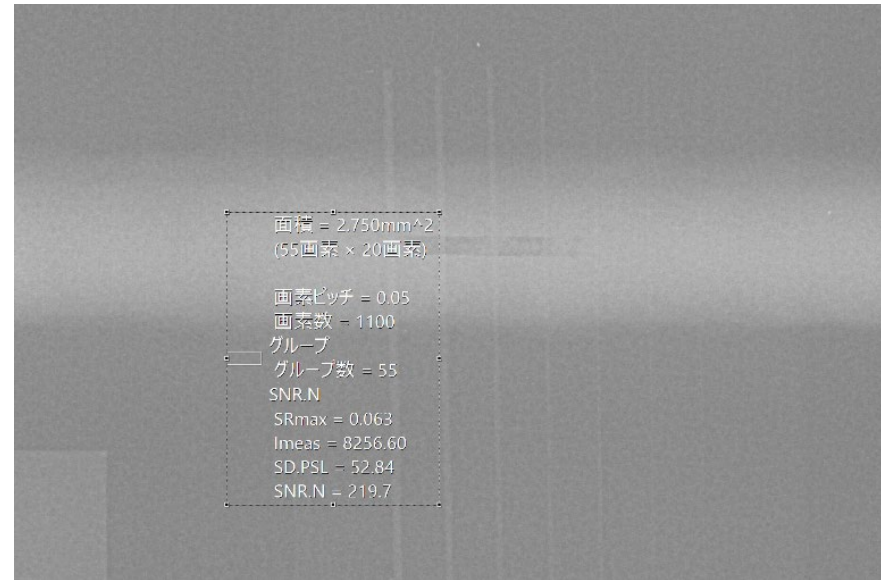 面積 = 2.750mm^2
(55画素 × 20画素)
画素ピッチ = 0.05
画素数 = 1100
グループ
グループ数 = 55
SNR.N
SRmax = 0.063
Imeas = 8256.60
SD.PSL = 52.84
SNR.N = 219.7